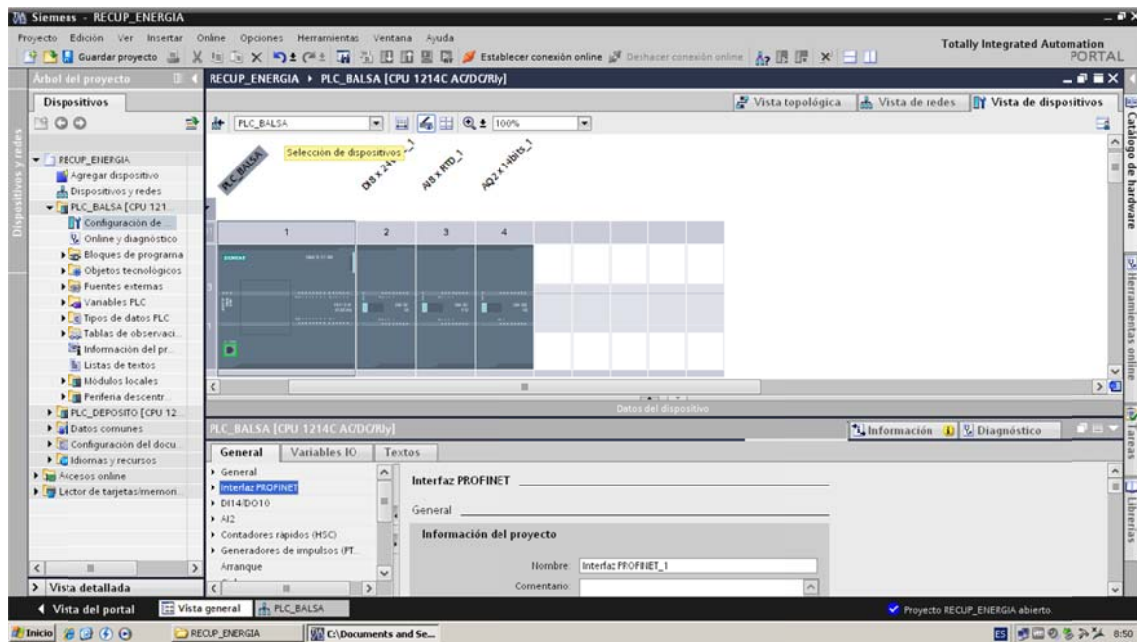 Siemens - RECUP_ENERGIA
Proyecto Edición Ver Insertar Online Opciones Herramientas Ventana Ayuda
Guardar proyecto Establecer conexión online Deshacer conexión online
Totally Integrated Automation
PORTAL
Árbol del proyecto
RECUP_ENERGIA PLC_BALSA [CPU 1214C AC/DC/Rly]
Dispositivos
Vista topológica Vista de redes Vista de dispositivos
PLC_BALSA 100%
Selección de dispositivos
PLC_BALSA
AI8 x RTD_1
AQ2 x 14bits_1
RECUP_ENERGIA
Agregar dispositivo
Dispositivos y redes
PLC_BALSA [CPU 121...
Configuración de ...
Online y diagnóstico
Bloques de programa
Objetos tecnológicos
Fuentes externas
Variables PLC
Tipos de datos PLC
Tablas de observaci...
Información del pr...
Listas de textos
Módulos locales
Periferia descentr...
PLC_DEPOSITO [CPU 12...
Datos comunes
Configuración del docu...
Idiomas y recursos
Accesos online
Lector de tarjetas/memori...
1 2 3 4
SIEMENS
Datos del dispositivo
PLC_BALSA [CPU 1214C AC/DC/Rly]
Información Diagnóstico
General Variables IO Textos
General
Interfaz PROFINET
DI14/DO10
AI2
Contadores rápidos (HSC)
Generadores de impulsos (PT...
Arranque
Interfaz PROFINET
General
Información del proyecto
Nombre: Interfaz PROFINET_1
Comentario:
Dispositivos y redes
Catálogo de hardware
Herramientas online
Tareas
Librerías
Vista detallada
Vista del portal Vista general PLC_BALSA
Proyecto RECUP_ENERGIA abierto.
Inicio RECUP_ENERGIA C:\Documents and Se... ES 8:50